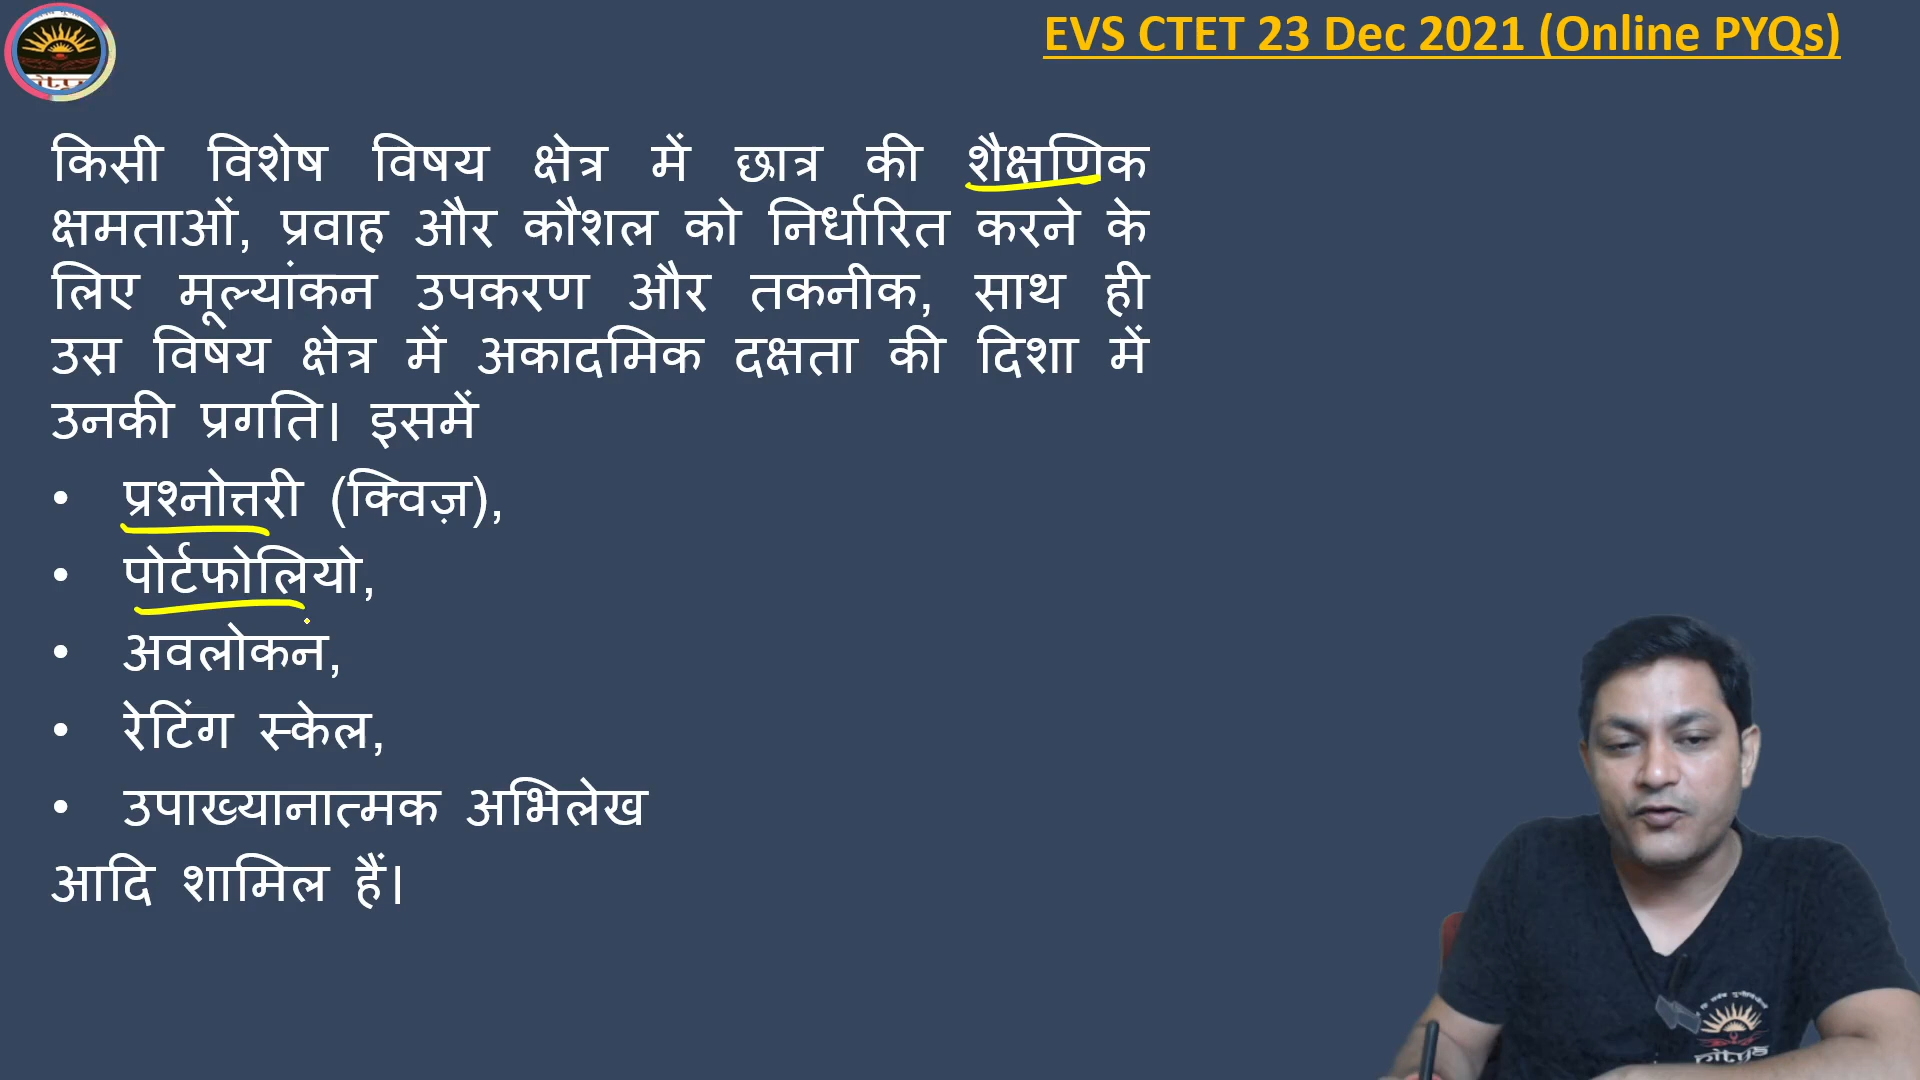 EVS CTET 23 Dec 2021 (Online PYQs)
किसी विशेष विषय क्षेत्र में छात्र की शैक्षणिक
क्षमताओं, प्रवाह और कौशल को निर्धारित करने के
लिए मूल्यांकन उपकरण और तकनीक, साथ ही
उस विषय क्षेत्र में अकादमिक दक्षता की दिशा में
उनकी प्रगति। इसमें
• प्रश्नोत्तरी (क्विज़),
• पोर्टफोलियो,
• अवलोकन,
• रेटिंग स्केल,
• उपाख्यानात्मक अभिलेख
आदि शामिल हैं।
nitya